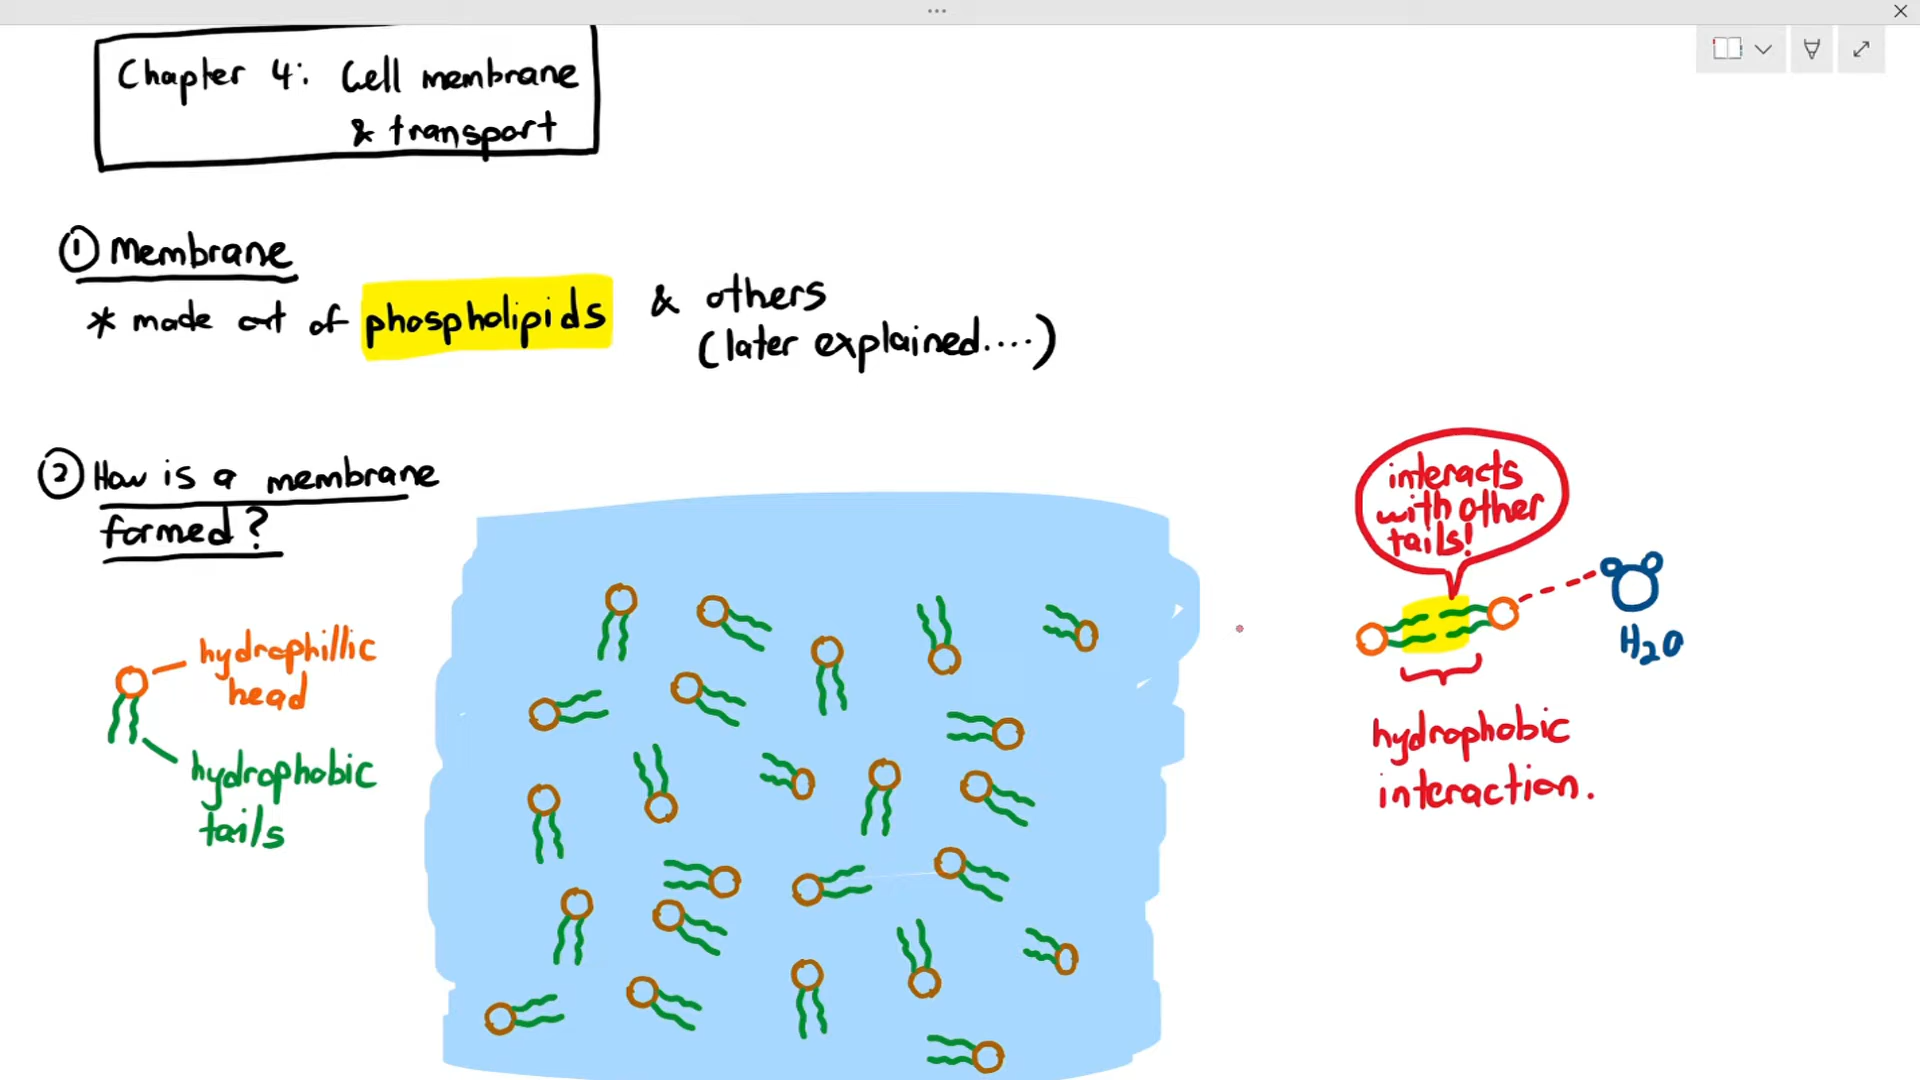 Chapter 4: Cell membrane
& transport
① Membrane
* made out of phospholipids & others
(later explained....)
② How is a membrane
formed?
hydrophillic
head
hydrophobic
tails
interacts
with other
tails!
H2O
hydrophobic
interaction.